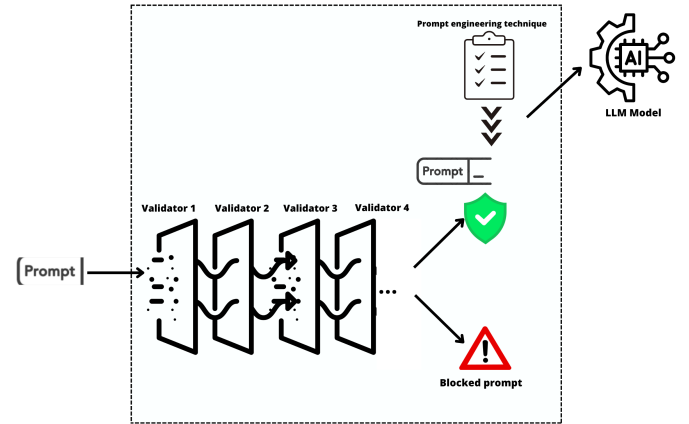 Prompt engineering technique
AI
LLM Model
Prompt _
Validator 1 Validator 2 Validator 3 Validator 4
Prompt
...
Blocked prompt